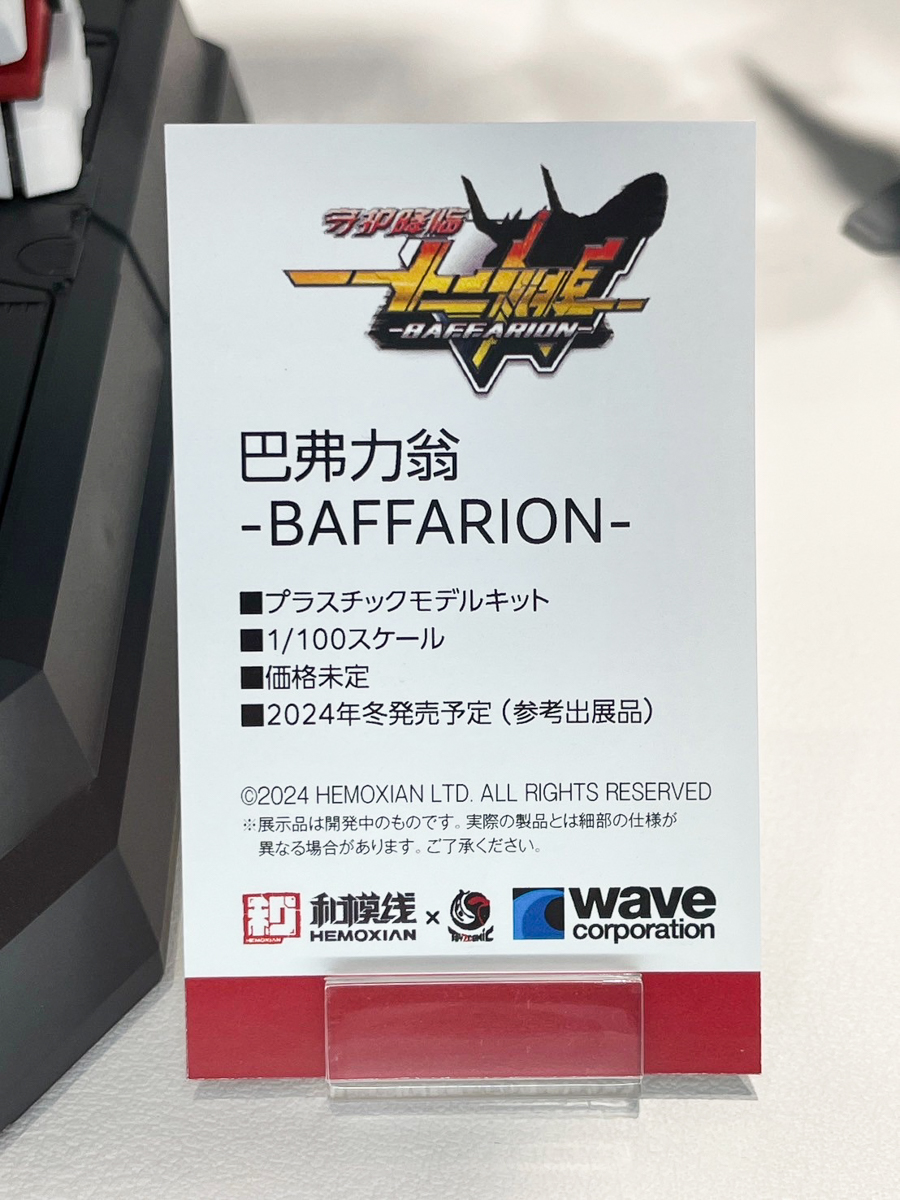 守护降临
-BAFFARION-
巴弗力翁
-BAFFARION-
■プラスチックモデルキット
■1/100スケール
■価格未定
■2024年冬発売予定（参考出展品）
©2024 HEMOXIAN LTD. ALL RIGHTS RESERVED
※展示品は開発中のものです。実際の製品とは細部の仕様が
異なる場合があります。ご了承ください。
HEMOXIAN 和模线 HEMOXIAN × wave corporation